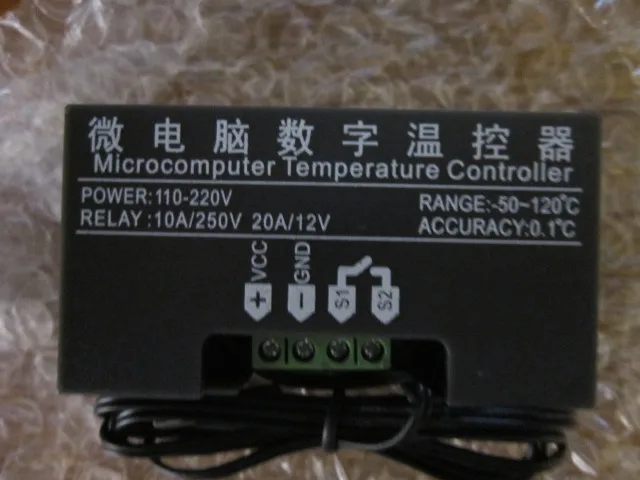 微电脑数字温控器
Microcomputer Temperature Controller
POWER:110-220V
RANGE:-50~120℃
RELAY:10A/250V 20A/12V
ACCURACY:0.1℃
VCC
GND
+
-
S1
S2